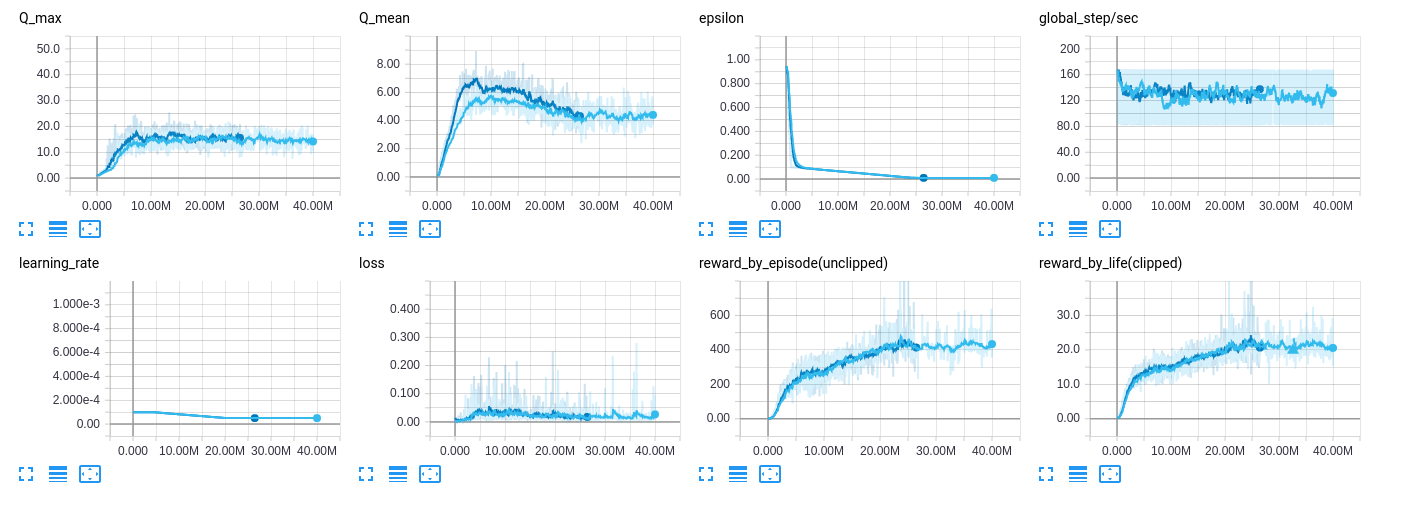 Q_max
50.0
40.0
30.0
20.0
10.0
0.00
0.000 10.00M 20.00M 30.00M 40.00M
Q_mean
8.00
6.00
4.00
2.00
0.00
0.000 10.00M 20.00M 30.00M 40.00M
epsilon
1.00
0.800
0.600
0.400
0.200
0.00
0.000 10.00M 20.00M 30.00M 40.00M
global_step/sec
200
160
120
80.0
40.0
0.00
0.000 10.00M 20.00M 30.00M 40.00M
learning_rate
1.000e-3
8.000e-4
6.000e-4
4.000e-4
2.000e-4
0.00
0.000 10.00M 20.00M 30.00M 40.00M
loss
0.400
0.300
0.200
0.100
0.00
0.000 10.00M 20.00M 30.00M 40.00M
reward_by_episode(unclipped)
600
400
200
0.00
0.000 10.00M 20.00M 30.00M 40.00M
reward_by_life(clipped)
30.0
20.0
10.0
0.00
0.000 10.00M 20.00M 30.00M 40.00M